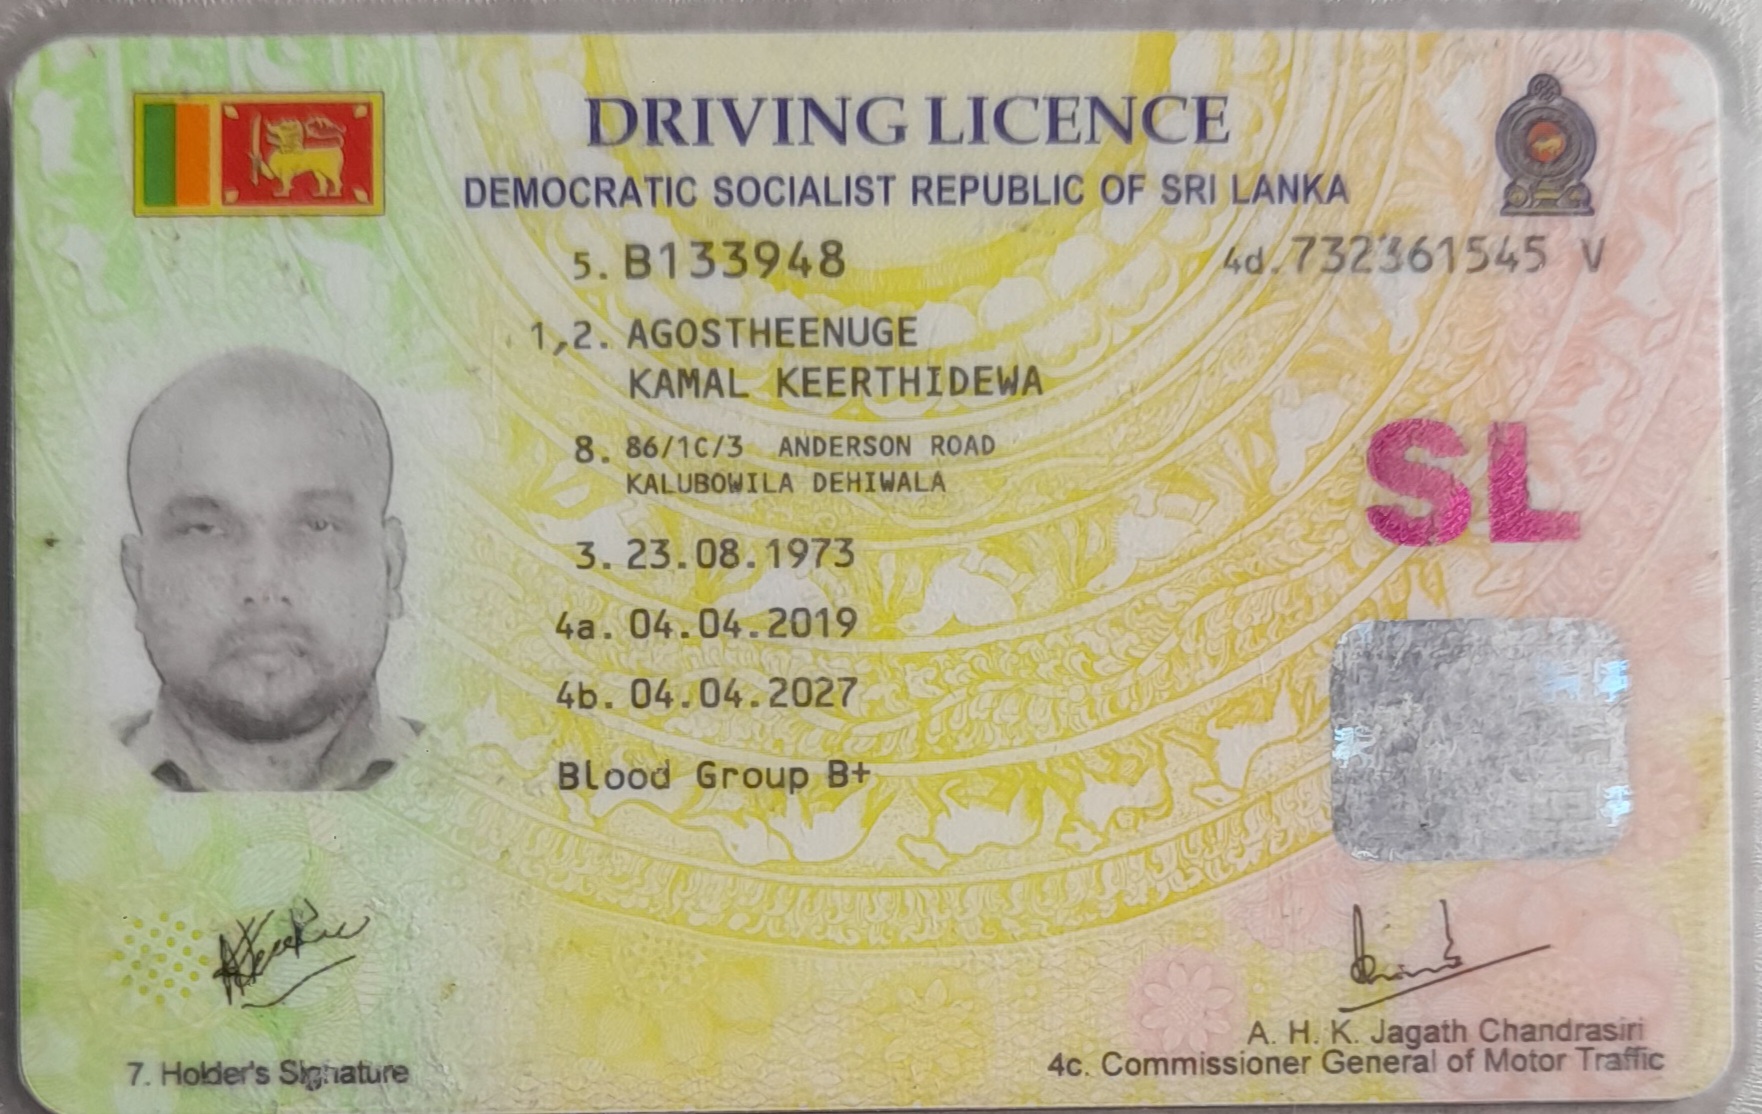 DRIVING LICENCE
DEMOCRATIC SOCIALIST REPUBLIC OF SRI LANKA
5. B133948
4d. 732361545 V
1,2. AGOSTHEENUGE
KAMAL KEERTHIDEWA
8. 86/1C/3 ANDERSON ROAD
KALUBOWILA DEHIWALA
SL
3. 23.08.1973
4a. 04.04.2019
4b. 04.04.2027
Blood Group B+
A. H. K. Jagath Chandrasiri
7. Holder's Signature
4c. Commissioner General of Motor Traffic